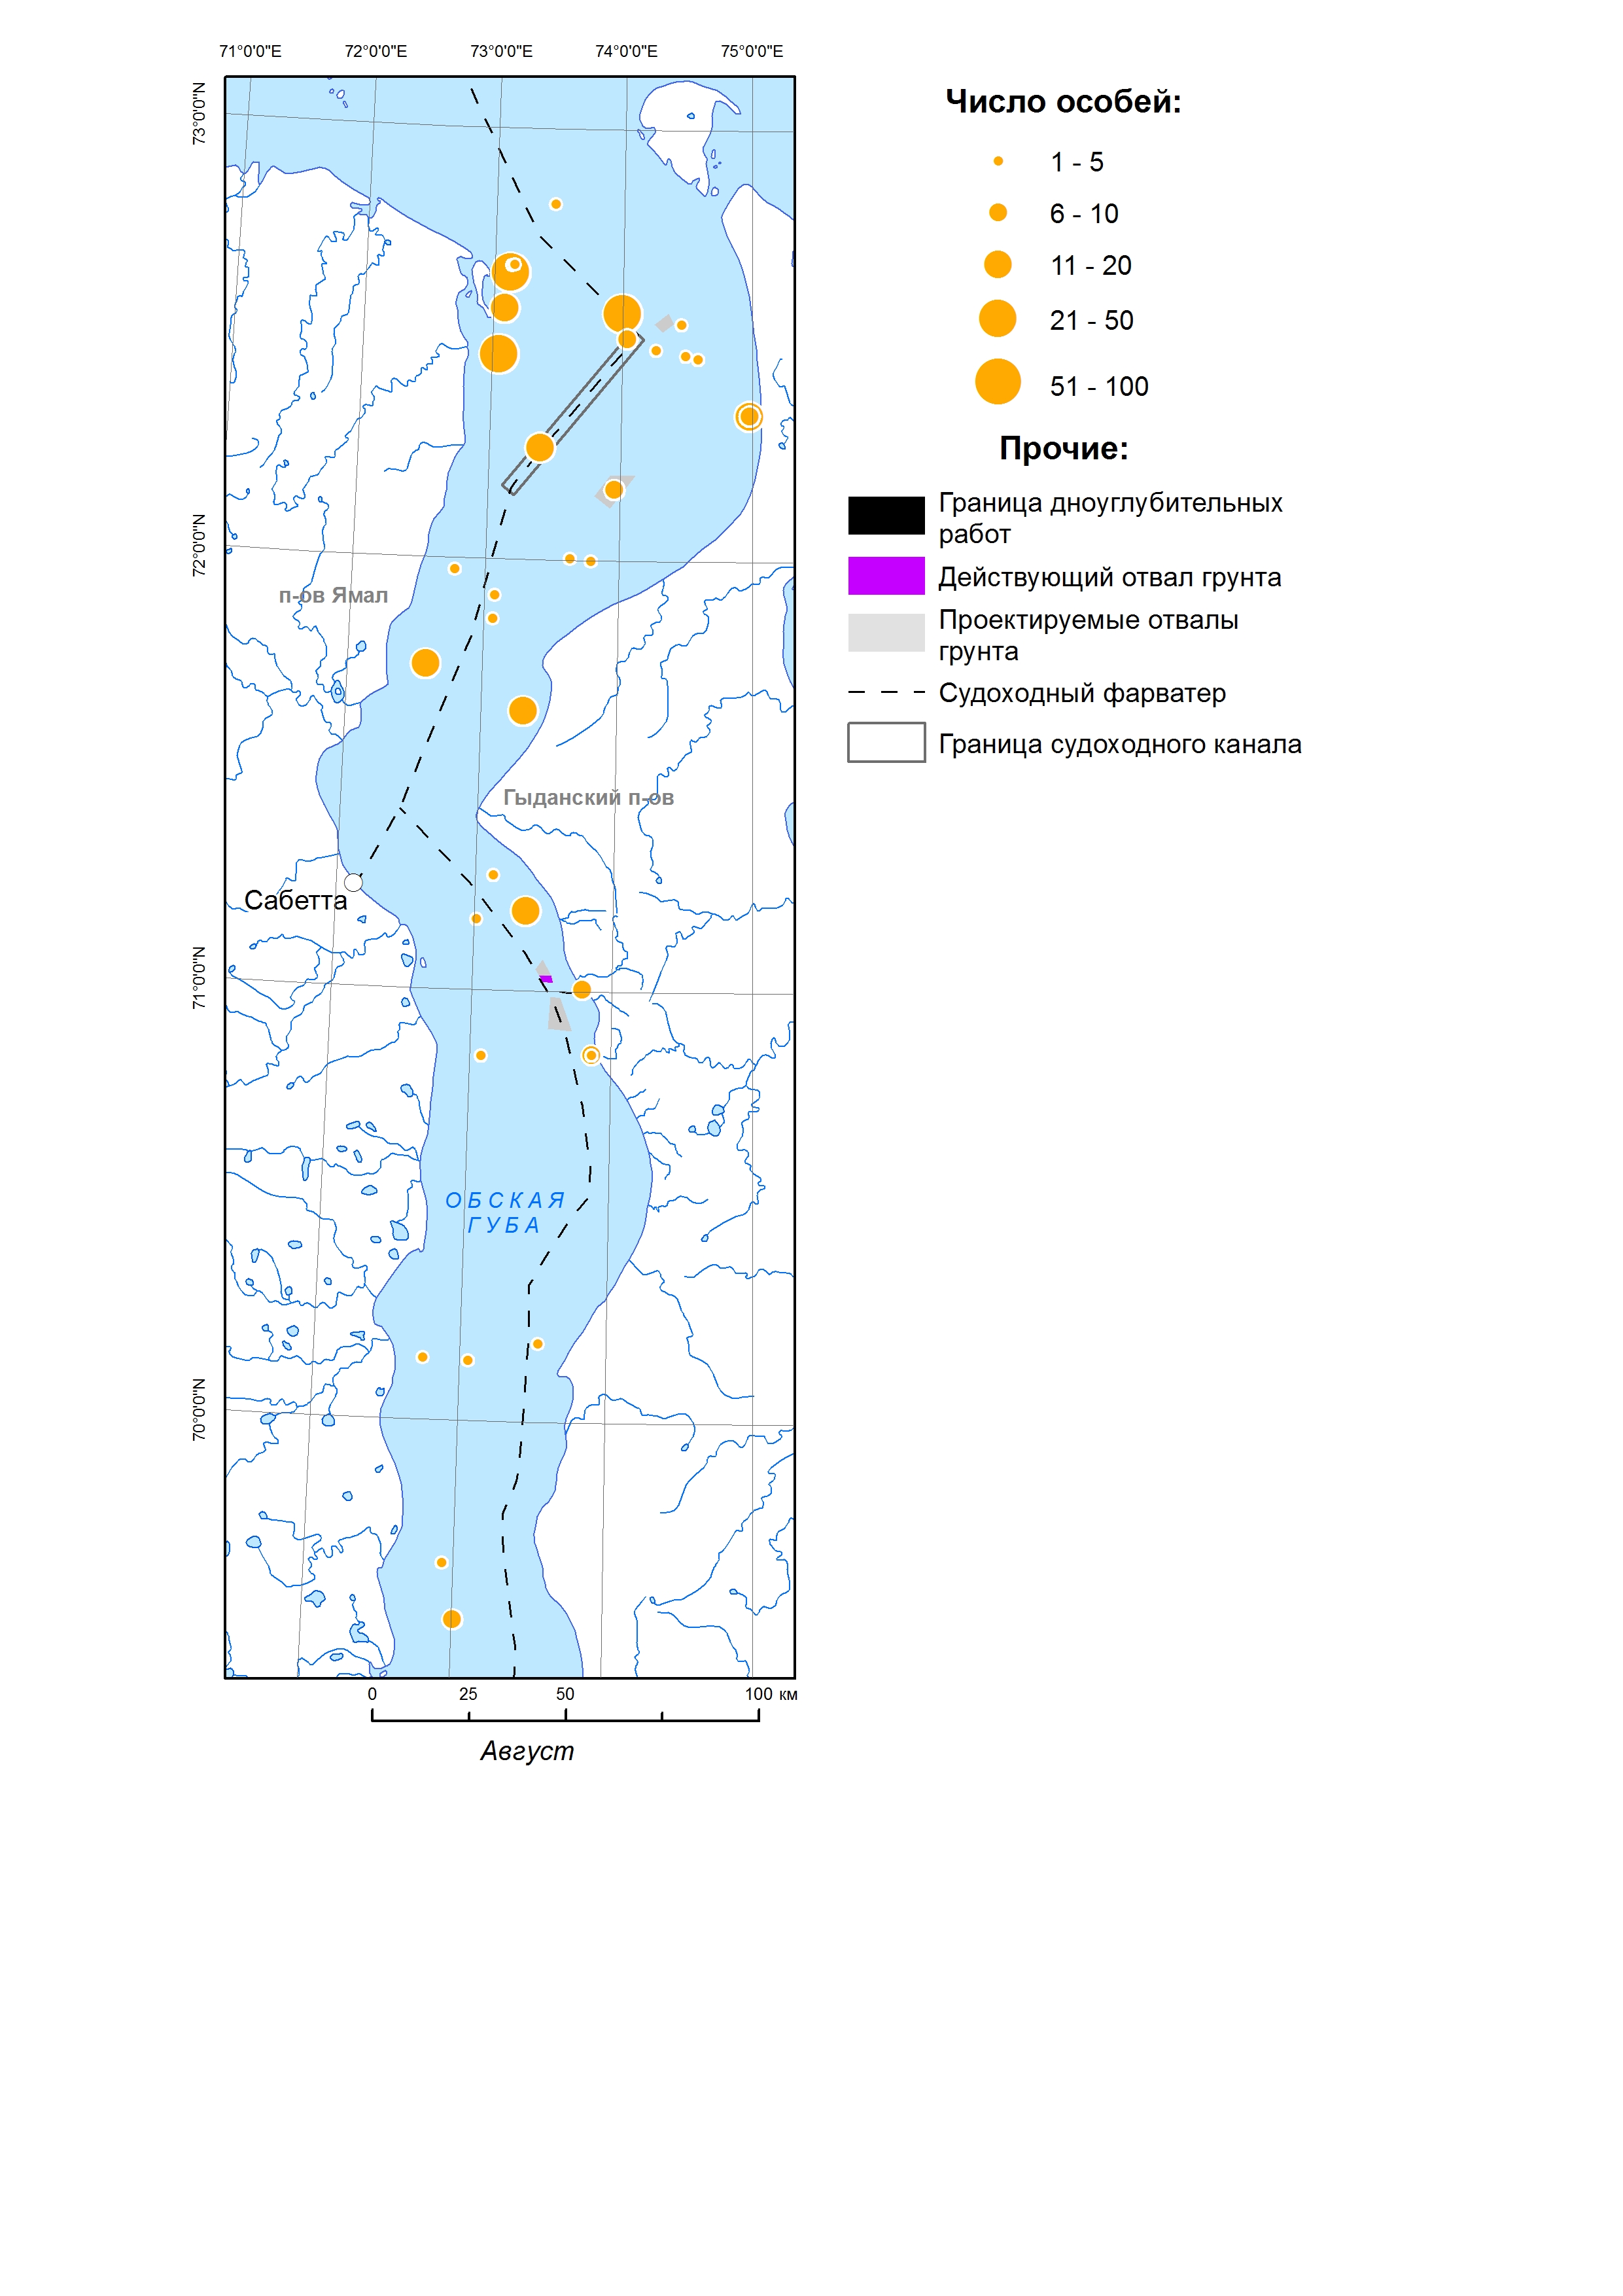 71°0'0"E 72°0'0"E 73°0'0"E 74°0'0"E 75°0'0"E
73°0'0"N
72°0'0"N
71°0'0"N
70°0'0"N
п-ов Ямал
Гыданский п-ов
Сабетта
ОБСКАЯ
ГУБА
0 25 50 100 км
Август
Число особей:
1 - 5
6 - 10
11 - 20
21 - 50
51 - 100
Прочие:
Граница дноуглубительных
работ
Действующий отвал грунта
Проектируемые отвалы
грунта
Судоходный фарватер
Граница судоходного канала